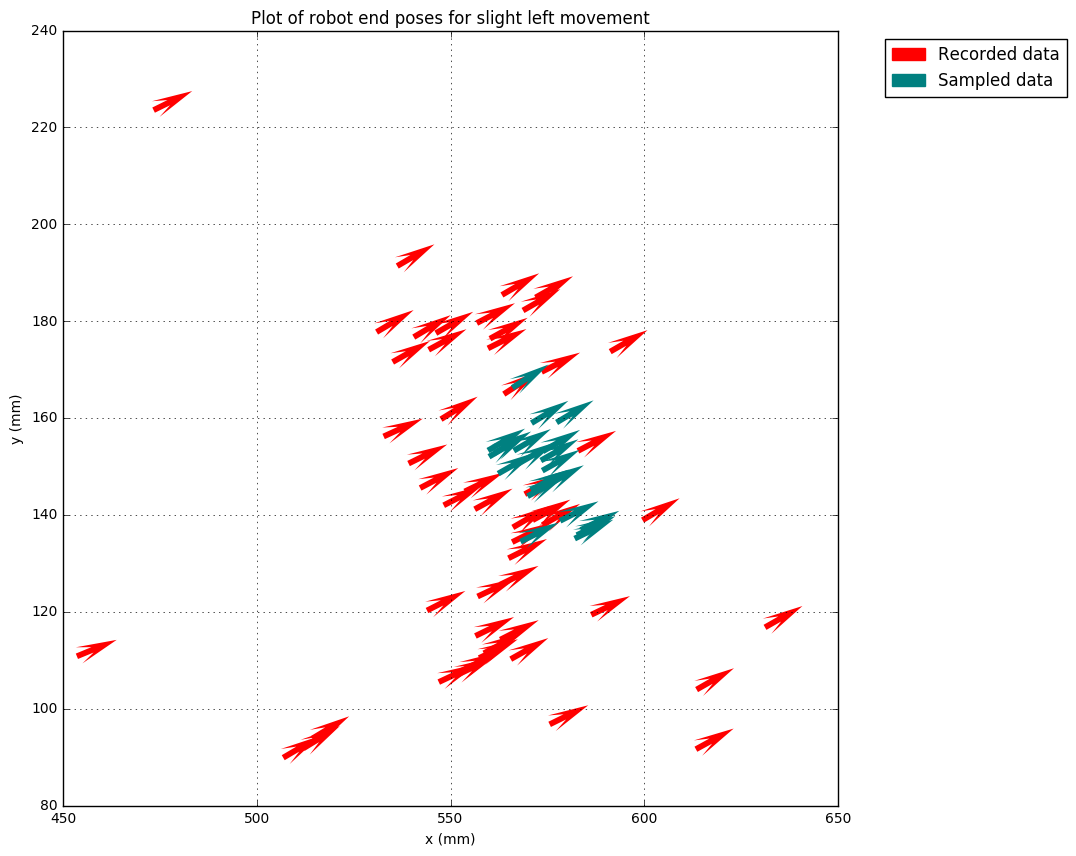 Plot of robot end poses for slight left movement
Recorded data
Sampled data
240
220
200
180
160
140
120
100
80
y (mm)
450
500
550
600
650
x (mm)